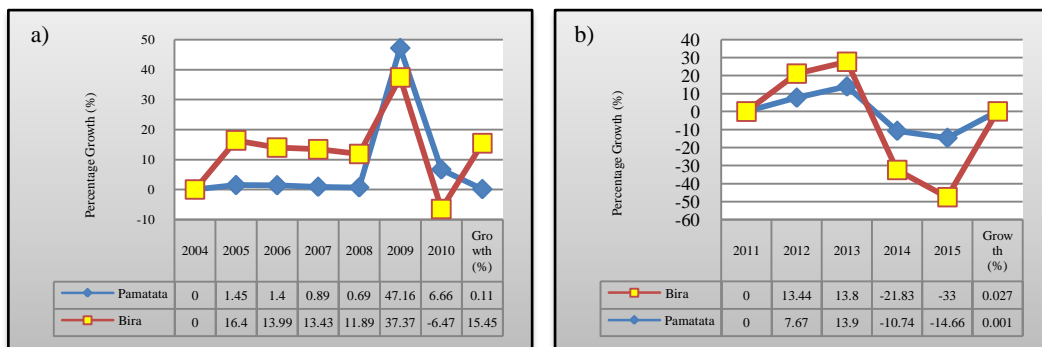 a)
Percentage Growth (%)
50
40
30
20
10
0
-10
2004 2005 2006 2007 2008 2009 2010 Gro
wth
(%)
Pamatata 0 1.45 1.4 0.89 0.69 47.16 6.66 0.11
Bira 0 16.4 13.99 13.43 11.89 37.37 -6.47 15.45
b)
Percentage Growth (%)
40
30
20
10
0
-10
-20
-30
-40
-50
-60
2011 2012 2013 2014 2015 Grow
th
(%)
Bira 0 13.44 13.8 -21.83 -33 0.027
Pamatata 0 7.67 13.9 -10.74 -14.66 0.001